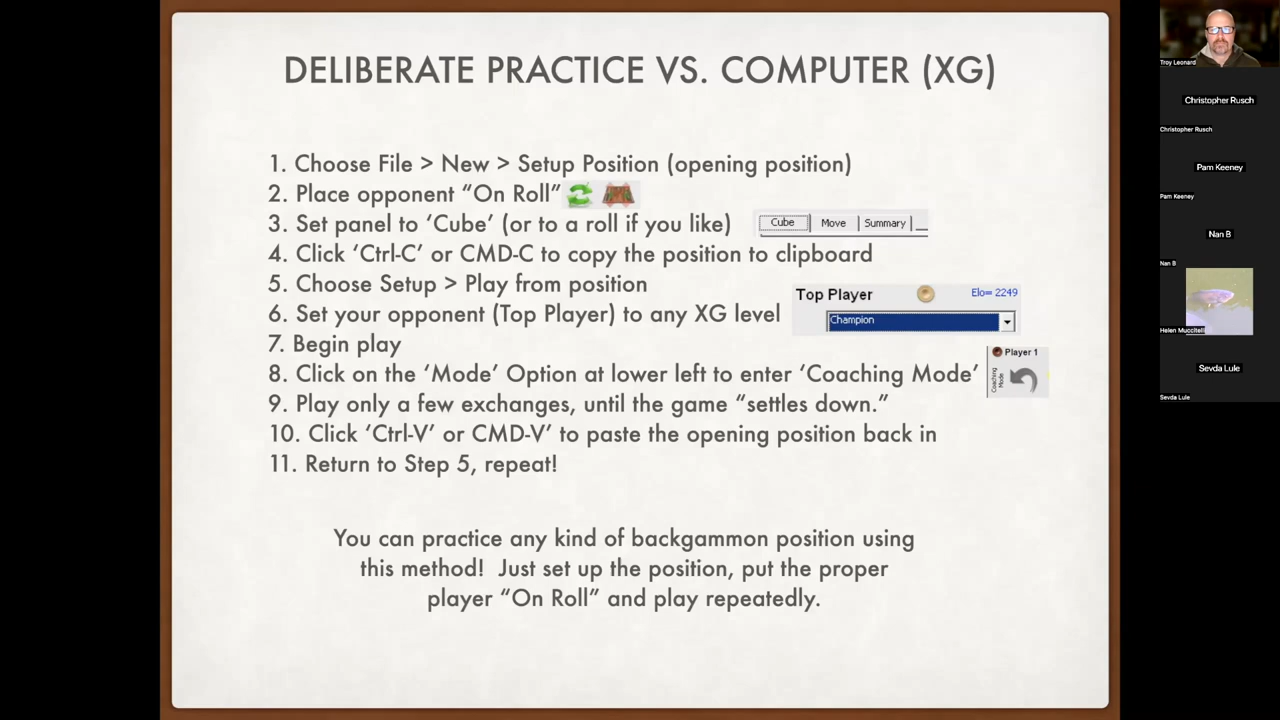 DELIBERATE PRACTICE VS. COMPUTER (XG)
1. Choose File > New > Setup Position (opening position)
2. Place opponent “On Roll”
3. Set panel to ‘Cube’ (or to a roll if you like)
Cube Move Summary
4. Click ‘Ctrl-C’ or CMD-C to copy the position to clipboard
5. Choose Setup > Play from position
Top Player Elo= 2249
6. Set your opponent (Top Player) to any XG level
Champion
7. Begin play
8. Click on the ‘Mode’ Option at lower left to enter ‘Coaching Mode’
Player 1
Coaching
Mode
9. Play only a few exchanges, until the game “settles down.”
10. Click ‘Ctrl-V’ or CMD-V’ to paste the opening position back in
11. Return to Step 5, repeat!
You can practice any kind of backgammon position using
this method! Just set up the position, put the proper
player “On Roll” and play repeatedly.
Troy Leonard
Christopher Rusch
Christopher Rusch
Pam Keeney
Pam Keeney
Nan B
Nan B
Helen Muccitelli
Sevda Lule
Sevda Lule